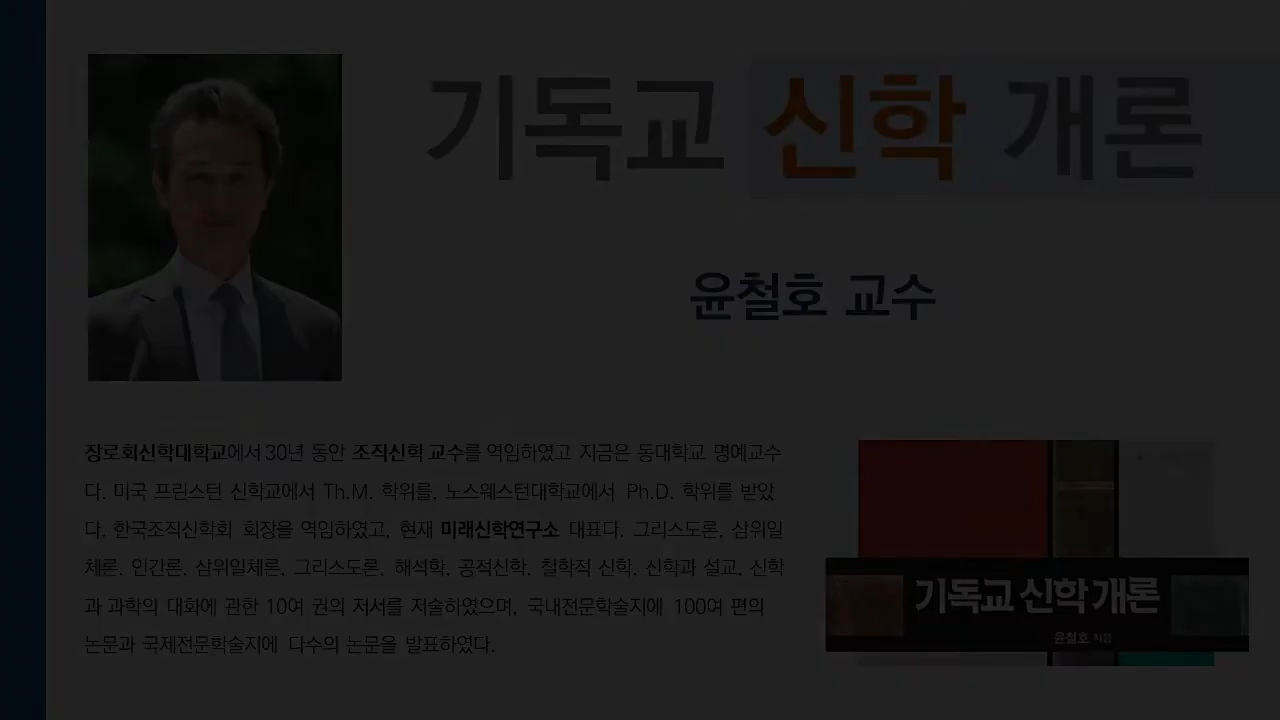 기독교 신학 개론
윤철호 교수
장로회신학대학교에서 30년 동안 조직신학 교수를 역임하였고 지금은 동대학교 명예교수
다. 미국 프린스턴 신학교에서 Th.M. 학위를, 노스웨스턴대학교에서 Ph.D. 학위를 받았
다. 한국조직신학회 회장을 역임하였고, 현재 미래신학연구소 대표다. 그리스도론, 삼위일
체론, 인간론, 삼위일체론, 그리스도론, 해석학, 공적신학, 철학적 신학, 신학과 설교, 신학
과 과학의 대화에 관한 10여 권의 저서를 저술하였으며, 국내전문학술지에 100여 편의
논문과 국제전문학술지에 다수의 논문을 발표하였다.
기독교 신학 개론
윤철호 지음